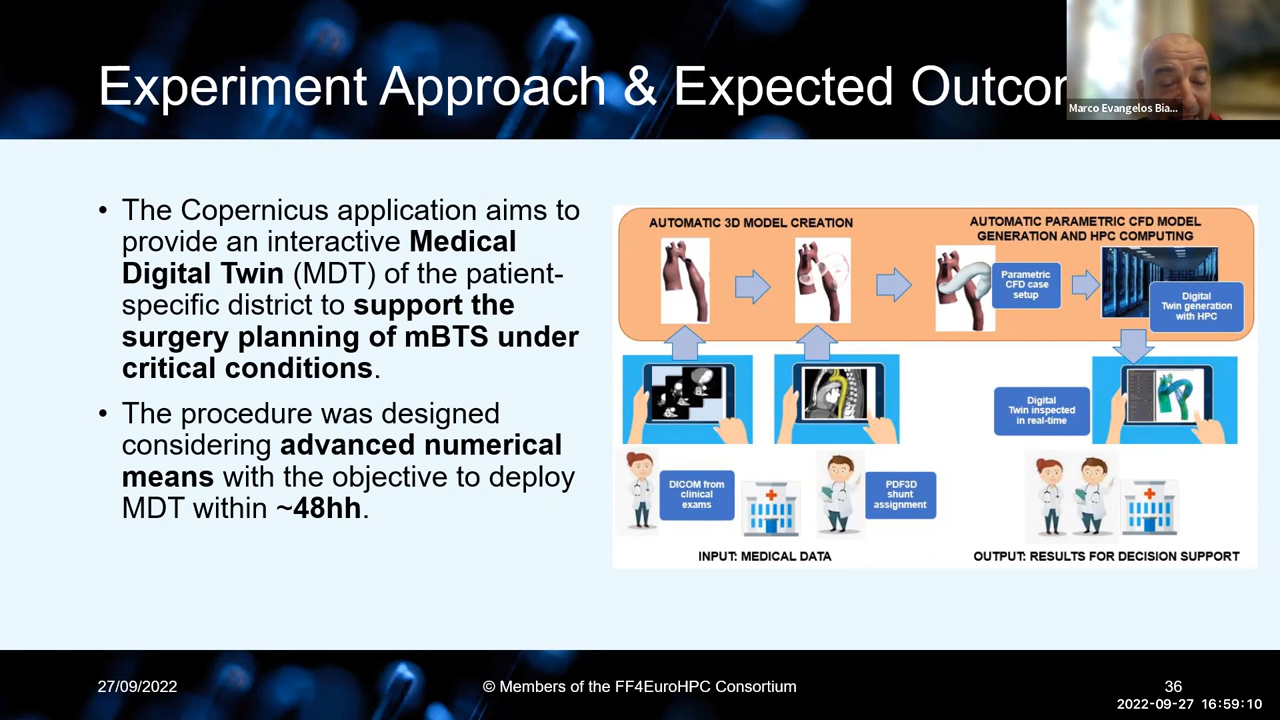 Experiment Approach & Expected Outcom
Marco Evangelos Bia...
• The Copernicus application aims to
provide an interactive Medical
Digital Twin (MDT) of the patient-
specific district to support the
surgery planning of mBTS under
critical conditions.
• The procedure was designed
considering advanced numerical
means with the objective to deploy
MDT within ~48hh.
AUTOMATIC 3D MODEL CREATION
AUTOMATIC PARAMETRIC CFD MODEL
GENERATION AND HPC COMPUTING
Parametric
CFD case
setup
Digital
Twin generation
with HPC
Digital
Twin inspected
in real-time
DICOM from
clinical
exams
PDF3D
shunt
assignment
INPUT: MEDICAL DATA
OUTPUT: RESULTS FOR DECISION SUPPORT
27/09/2022
© Members of the FF4EuroHPC Consortium
36
2022-09-27 16:59:10